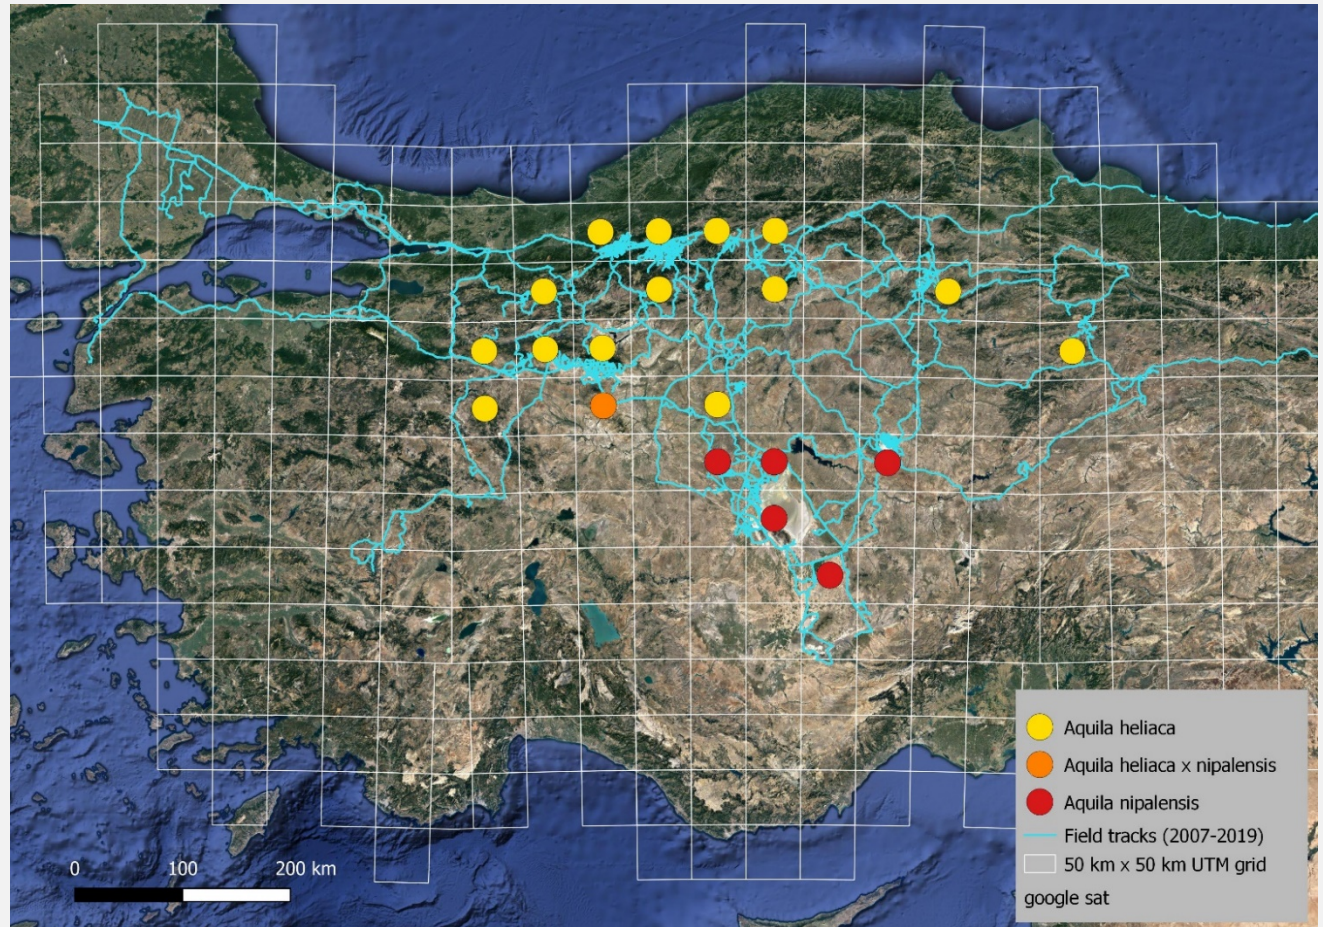 Aquila heliaca
Aquila heliaca x nipalensis
Aquila nipalensis
Field tracks (2007-2019)
50 km x 50 km UTM grid
google sat
0 100 200 km